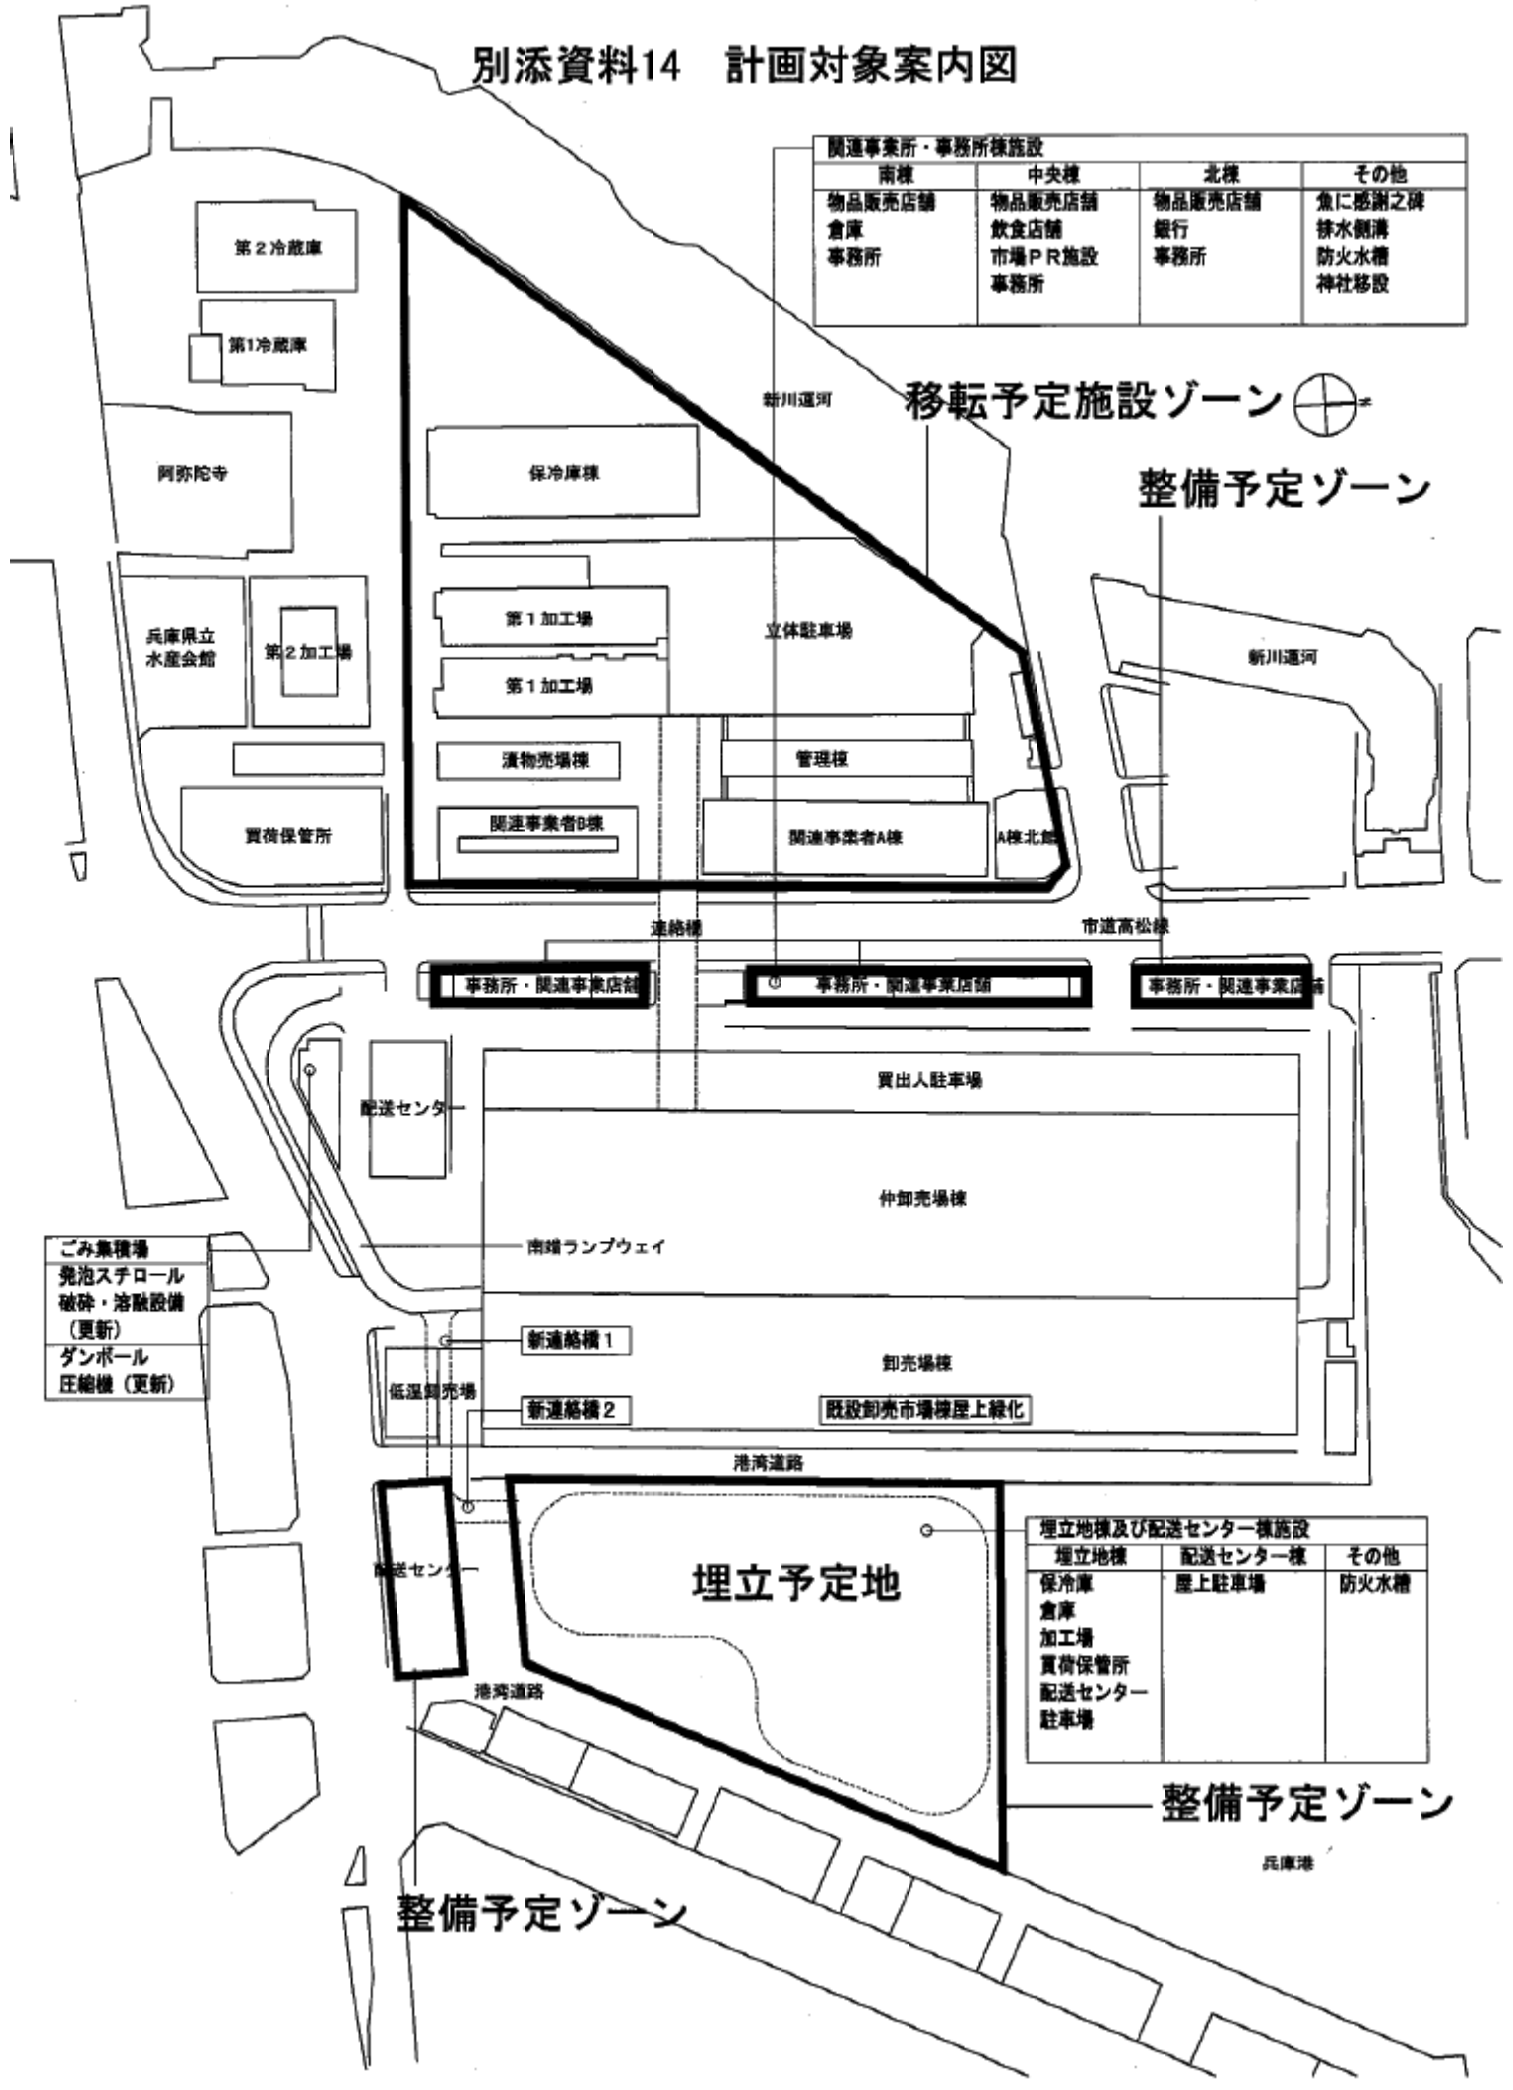 別添資料14　計画対象案内図
関連事業所・事務所棟施設
南棟　中央棟　北棟　その他
物品販売店舗　物品販売店舗　物品販売店舗　魚に感謝之碑
倉庫　飲食店舗　銀行　排水側溝
事務所　市場ＰＲ施設　事務所　防火水槽
事務所　神社移設
第２冷蔵庫
第1冷蔵庫
新川運河
移転予定施設ゾーン
整備予定ゾーン
阿弥陀寺
保冷庫棟
第１加工場
立体駐車場
兵庫県立
水産会館
第２加工場
新川運河
第１加工場
漬物売場棟
管理棟
買荷保管所
関連事業者B棟
関連事業者A棟
A棟北館
連絡橋
市道高松線
事務所・関連事業店舗
事務所・関連事業店舗
事務所・関連事業店舗
買出人駐車場
配送センター
仲卸売場棟
ごみ集積場
発泡スチロール
破砕・溶融設備
（更新）
ダンボール
圧縮機（更新）
南端ランプウェイ
新連絡橋１
卸売場棟
低温卸売場
新連絡橋２
既設卸売市場棟屋上緑化
港湾道路
埋立地棟及び配送センター棟施設
埋立地棟　配送センター棟　その他
保冷庫　屋上駐車場　防火水槽
倉庫
加工場
買荷保管所
配送センター
駐車場
配送センター
埋立予定地
港湾道路
整備予定ゾーン
兵庫港
整備予定ゾーン